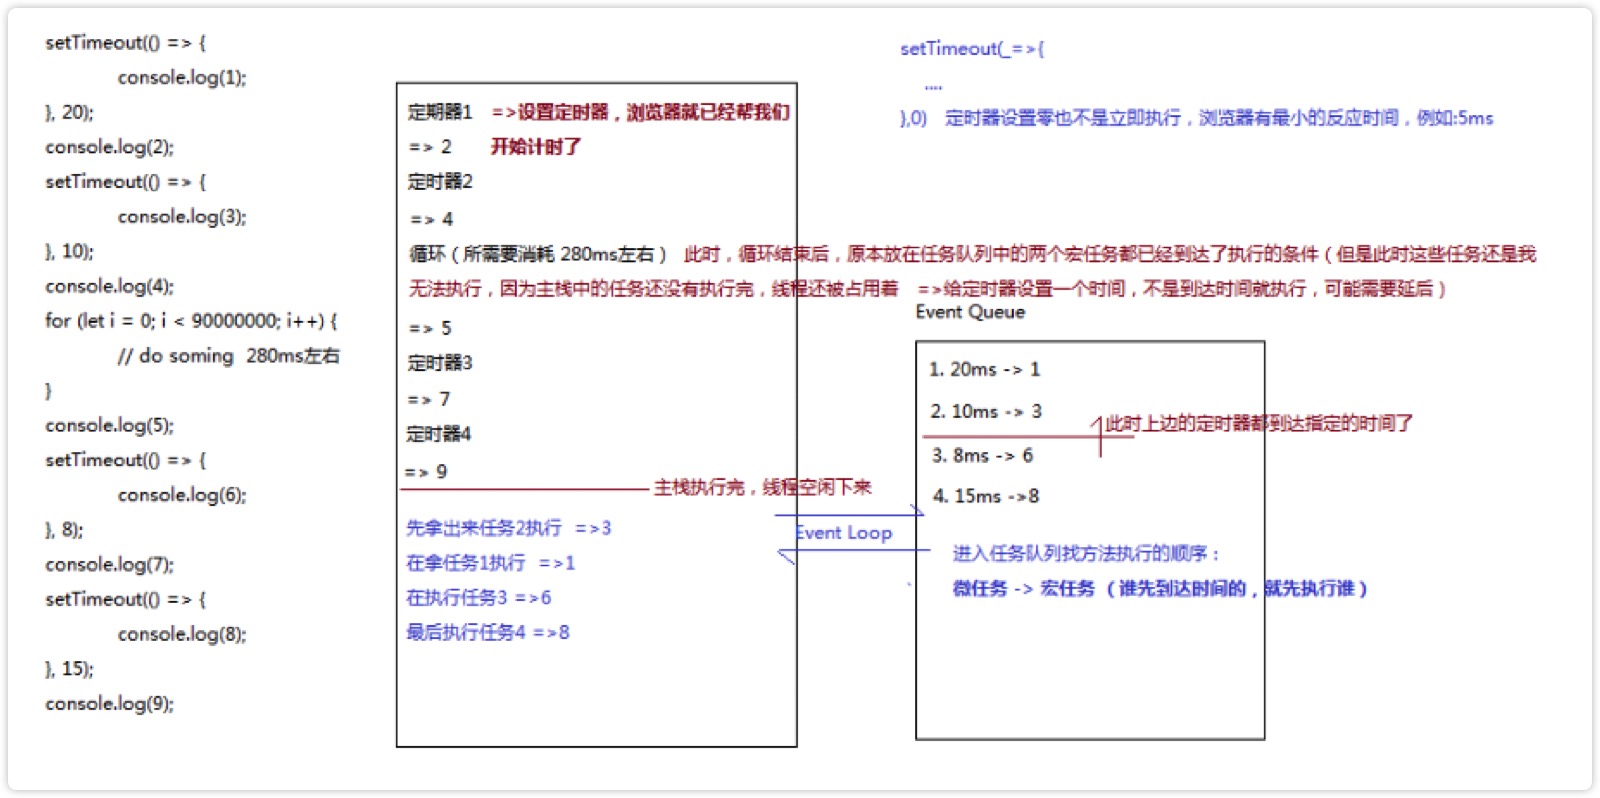 setTimeout(() => {
console.log(1);
}, 20);
console.log(2);
setTimeout(() => {
console.log(3);
}, 10);
console.log(4);
for (let i = 0; i < 90000000; i++) {
// do soming 280ms左右
}
console.log(5);
setTimeout(() => {
console.log(6);
}, 8);
console.log(7);
setTimeout(() => {
console.log(8);
}, 15);
console.log(9);
定期器1 =>设置定时器，浏览器就已经帮我们
=> 2 开始计时了
定时器2
=> 4
循环（所需要消耗 280ms左右） 此时，循环结束后，原本放在任务队列中的两个宏任务都已经到达了执行的条件（但是此时这些任务还是我
无法执行，因为主栈中的任务还没有执行完，线程还被占用着 =>给定时器设置一个时间，不是到达时间就执行，可能需要延后）
=> 5
定时器3
=> 7
定时器4
=> 9
主栈执行完，线程空闲下来
先拿出来任务2执行 =>3
在拿任务1执行 =>1
在执行任务3 =>6
最后执行任务4 =>8
Event Loop
setTimeout(_=>{
....
},0) 定时器设置零也不是立即执行，浏览器有最小的反应时间，例如:5ms
Event Queue
1. 20ms -> 1
2. 10ms -> 3
此时上边的定时器都到达指定的时间了
3. 8ms -> 6
4. 15ms ->8
进入任务队列找方法执行的顺序：
微任务 -> 宏任务 （谁先到达时间的，就先执行谁）